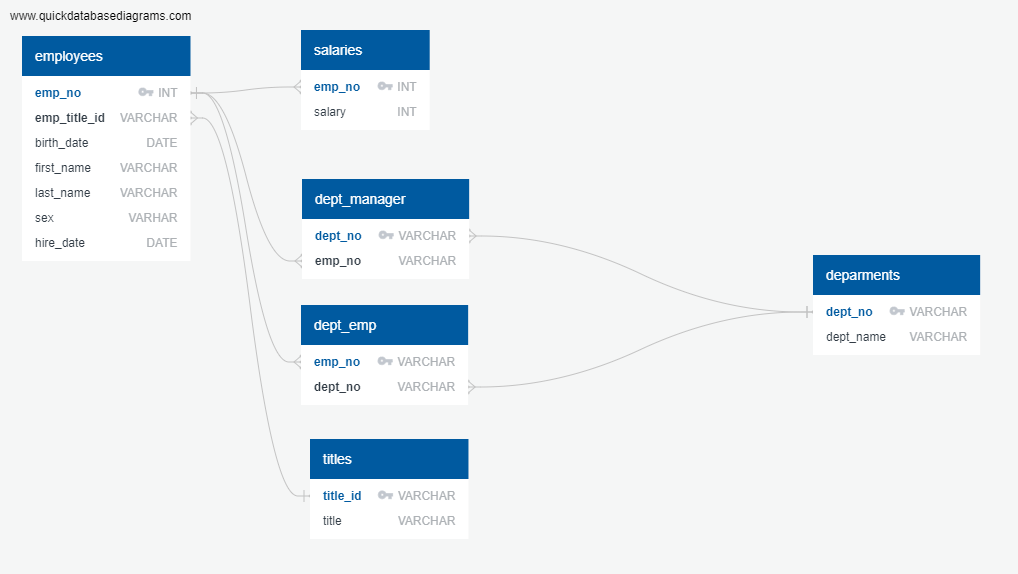 www.quickdatabasediagrams.com
employees
emp_no INT
emp_title_id VARCHAR
birth_date DATE
first_name VARCHAR
last_name VARCHAR
sex VARHAR
hire_date DATE
salaries
emp_no INT
salary INT
dept_manager
dept_no VARCHAR
emp_no VARCHAR
dept_emp
emp_no VARCHAR
dept_no VARCHAR
titles
title_id VARCHAR
title VARCHAR
deparments
dept_no VARCHAR
dept_name VARCHAR